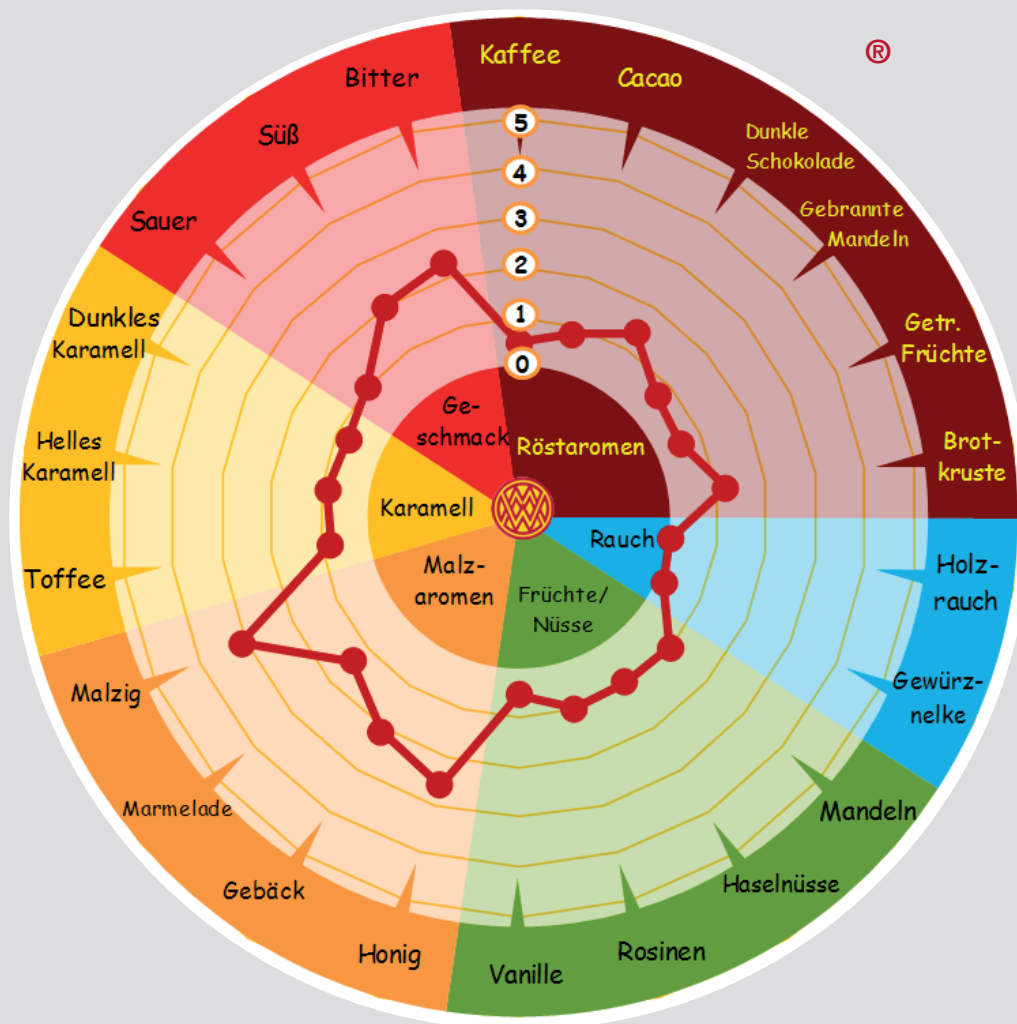 ®
Kaffee
Cacao
Dunkle
Schokolade
Gebrannte
Mandeln
Getr.
Früchte
Brot-
kruste
Holz-
rauch
Gewürz-
nelke
Mandeln
Haselnüsse
Rosinen
Vanille
Honig
Gebäck
Marmelade
Malzig
Toffee
Helles
Karamell
Dunkles
Karamell
Sauer
Süß
Bitter
5
4
3
2
1
0
Ge-
schmack
Röstaromen
Karamell
Rauch
Malz-
aromen
Früchte/
Nüsse